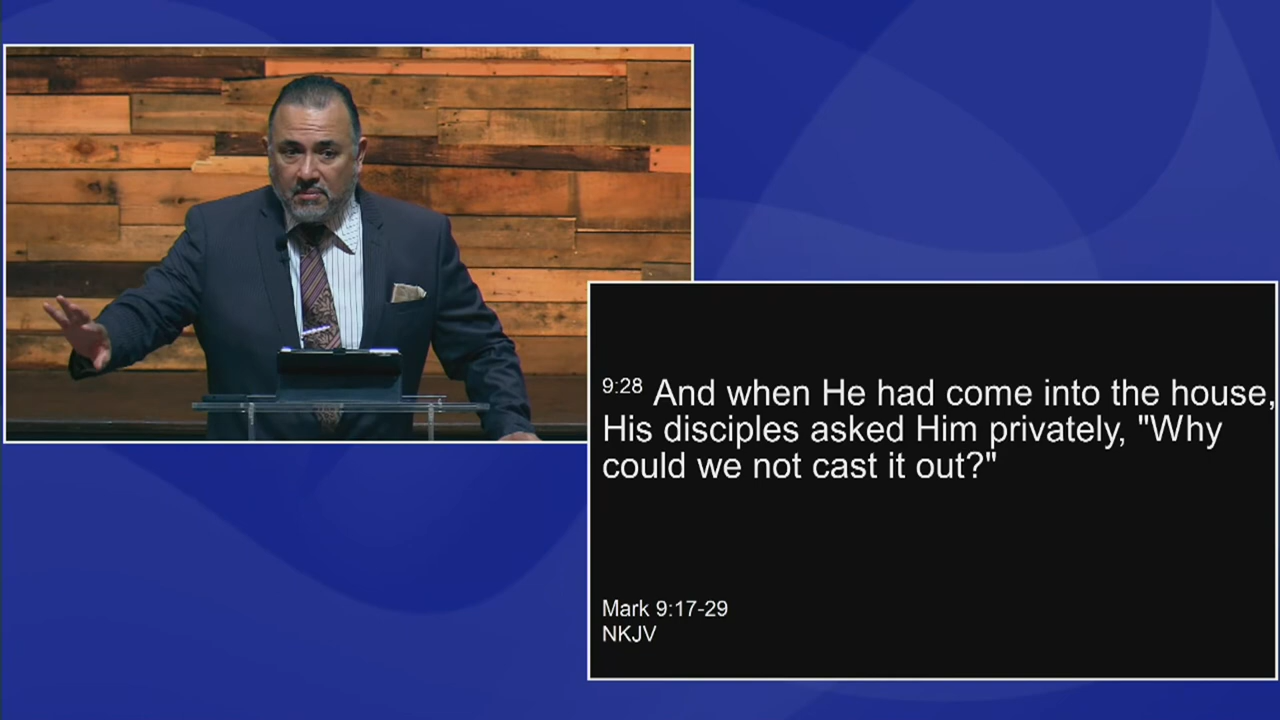 9:28 And when He had come into the house,
His disciples asked Him privately, "Why
could we not cast it out?"
Mark 9:17-29
NKJV